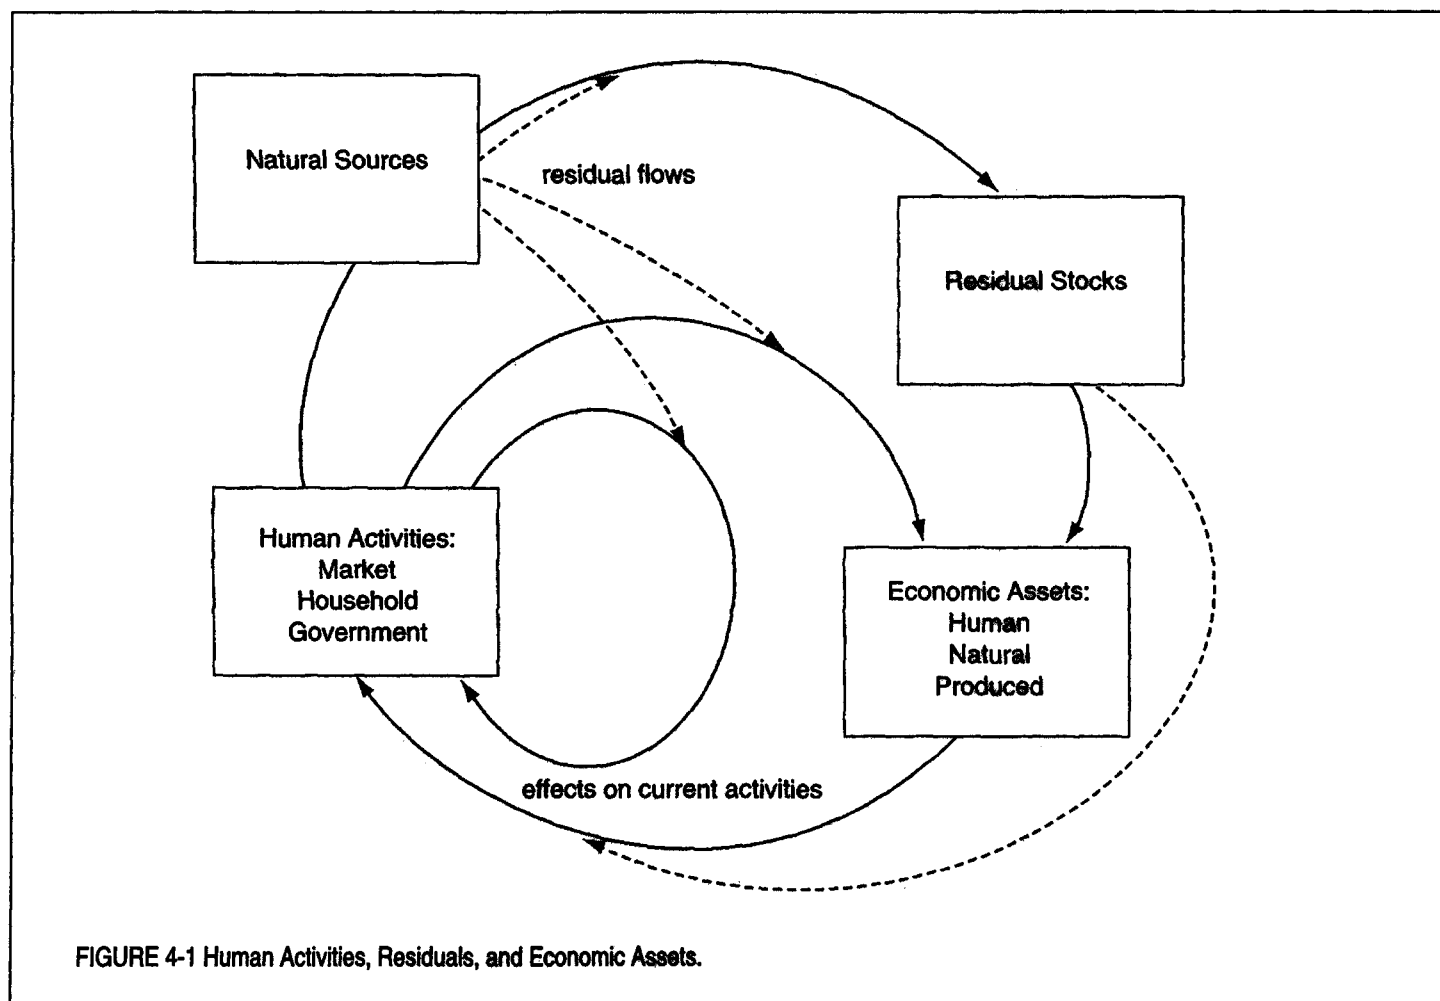 Natural Sources
residual flows
Residual Stocks
Human Activities:
Market
Household
Government
Economic Assets:
Human
Natural
Produced
effects on current activities
FIGURE 4-1 Human Activities, Residuals, and Economic Assets.